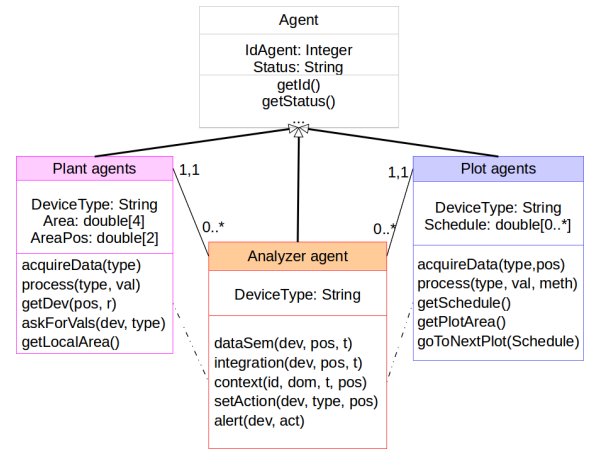 Agent
IdAgent: Integer
Status: String
getId()
getStatus()
...
Plant agents
DeviceType: String
Area: double[4]
AreaPos: double[2]
acquireData(type)
process(type, val)
getDev(pos, r)
askForVals(dev, type)
getLocalArea()
1,1
0..*
Analyzer agent
DeviceType: String
dataSem(dev, pos, t)
integration(dev, pos, t)
context(id, dom, t, pos)
setAction(dev, type, pos)
alert(dev, act)
1,1
0..*
Plot agents
DeviceType: String
Schedule: double[0..*]
acquireData(type,pos)
process(type, val, meth)
getSchedule()
getPlotArea()
goToNextPlot(Schedule)